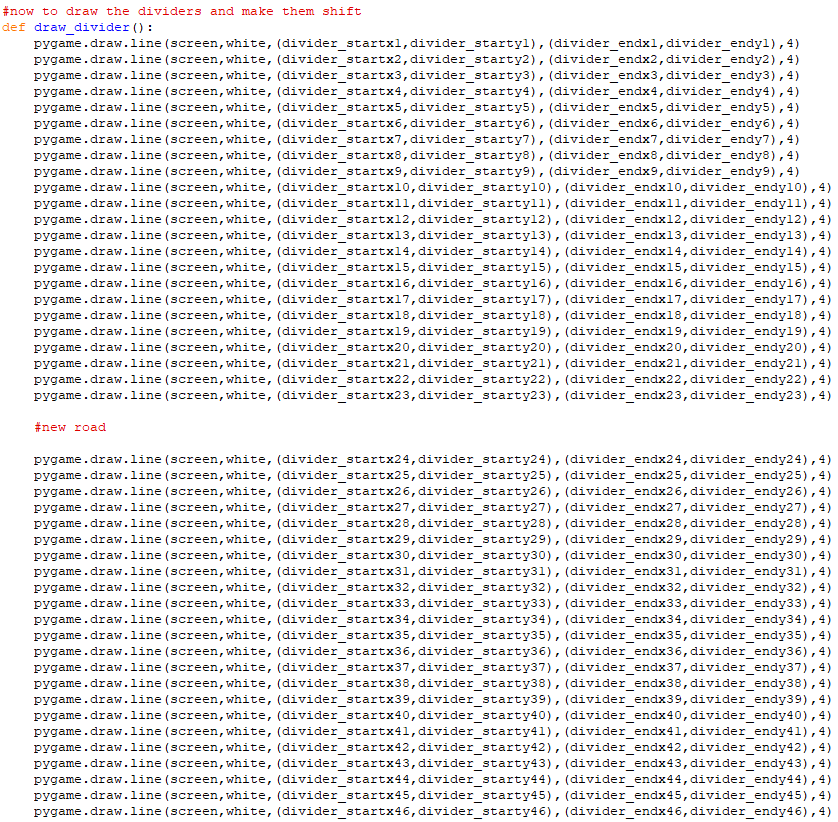 #now to draw the dividers and make them shift
def draw_divider():
    pygame.draw.line(screen,white,(divider_startx1,divider_starty1),(divider_endx1,divider_endy1),4)
    pygame.draw.line(screen,white,(divider_startx2,divider_starty2),(divider_endx2,divider_endy2),4)
    pygame.draw.line(screen,white,(divider_startx3,divider_starty3),(divider_endx3,divider_endy3),4)
    pygame.draw.line(screen,white,(divider_startx4,divider_starty4),(divider_endx4,divider_endy4),4)
    pygame.draw.line(screen,white,(divider_startx5,divider_starty5),(divider_endx5,divider_endy5),4)
    pygame.draw.line(screen,white,(divider_startx6,divider_starty6),(divider_endx6,divider_endy6),4)
    pygame.draw.line(screen,white,(divider_startx7,divider_starty7),(divider_endx7,divider_endy7),4)
    pygame.draw.line(screen,white,(divider_startx8,divider_starty8),(divider_endx8,divider_endy8),4)
    pygame.draw.line(screen,white,(divider_startx9,divider_starty9),(divider_endx9,divider_endy9),4)
    pygame.draw.line(screen,white,(divider_startx10,divider_starty10),(divider_endx10,divider_endy10),4)
    pygame.draw.line(screen,white,(divider_startx11,divider_starty11),(divider_endx11,divider_endy11),4)
    pygame.draw.line(screen,white,(divider_startx12,divider_starty12),(divider_endx12,divider_endy12),4)
    pygame.draw.line(screen,white,(divider_startx13,divider_starty13),(divider_endx13,divider_endy13),4)
    pygame.draw.line(screen,white,(divider_startx14,divider_starty14),(divider_endx14,divider_endy14),4)
    pygame.draw.line(screen,white,(divider_startx15,divider_starty15),(divider_endx15,divider_endy15),4)
    pygame.draw.line(screen,white,(divider_startx16,divider_starty16),(divider_endx16,divider_endy16),4)
    pygame.draw.line(screen,white,(divider_startx17,divider_starty17),(divider_endx17,divider_endy17),4)
    pygame.draw.line(screen,white,(divider_startx18,divider_starty18),(divider_endx18,divider_endy18),4)
    pygame.draw.line(screen,white,(divider_startx19,divider_starty19),(divider_endx19,divider_endy19),4)
    pygame.draw.line(screen,white,(divider_startx20,divider_starty20),(divider_endx20,divider_endy20),4)
    pygame.draw.line(screen,white,(divider_startx21,divider_starty21),(divider_endx21,divider_endy21),4)
    pygame.draw.line(screen,white,(divider_startx22,divider_starty22),(divider_endx22,divider_endy22),4)
    pygame.draw.line(screen,white,(divider_startx23,divider_starty23),(divider_endx23,divider_endy23),4)

    #new road

    pygame.draw.line(screen,white,(divider_startx24,divider_starty24),(divider_endx24,divider_endy24),4)
    pygame.draw.line(screen,white,(divider_startx25,divider_starty25),(divider_endx25,divider_endy25),4)
    pygame.draw.line(screen,white,(divider_startx26,divider_starty26),(divider_endx26,divider_endy26),4)
    pygame.draw.line(screen,white,(divider_startx27,divider_starty27),(divider_endx27,divider_endy27),4)
    pygame.draw.line(screen,white,(divider_startx28,divider_starty28),(divider_endx28,divider_endy28),4)
    pygame.draw.line(screen,white,(divider_startx29,divider_starty29),(divider_endx29,divider_endy29),4)
    pygame.draw.line(screen,white,(divider_startx30,divider_starty30),(divider_endx30,divider_endy30),4)
    pygame.draw.line(screen,white,(divider_startx31,divider_starty31),(divider_endx31,divider_endy31),4)
    pygame.draw.line(screen,white,(divider_startx32,divider_starty32),(divider_endx32,divider_endy32),4)
    pygame.draw.line(screen,white,(divider_startx33,divider_starty33),(divider_endx33,divider_endy33),4)
    pygame.draw.line(screen,white,(divider_startx34,divider_starty34),(divider_endx34,divider_endy34),4)
    pygame.draw.line(screen,white,(divider_startx35,divider_starty35),(divider_endx35,divider_endy35),4)
    pygame.draw.line(screen,white,(divider_startx36,divider_starty36),(divider_endx36,divider_endy36),4)
    pygame.draw.line(screen,white,(divider_startx37,divider_starty37),(divider_endx37,divider_endy37),4)
    pygame.draw.line(screen,white,(divider_startx38,divider_starty38),(divider_endx38,divider_endy38),4)
    pygame.draw.line(screen,white,(divider_startx39,divider_starty39),(divider_endx39,divider_endy39),4)
    pygame.draw.line(screen,white,(divider_startx40,divider_starty40),(divider_endx40,divider_endy40),4)
    pygame.draw.line(screen,white,(divider_startx41,divider_starty41),(divider_endx41,divider_endy41),4)
    pygame.draw.line(screen,white,(divider_startx42,divider_starty42),(divider_endx42,divider_endy42),4)
    pygame.draw.line(screen,white,(divider_startx43,divider_starty43),(divider_endx43,divider_endy43),4)
    pygame.draw.line(screen,white,(divider_startx44,divider_starty44),(divider_endx44,divider_endy44),4)
    pygame.draw.line(screen,white,(divider_startx45,divider_starty45),(divider_endx45,divider_endy45),4)
    pygame.draw.line(screen,white,(divider_startx46,divider_starty46),(divider_endx46,divider_endy46),4)